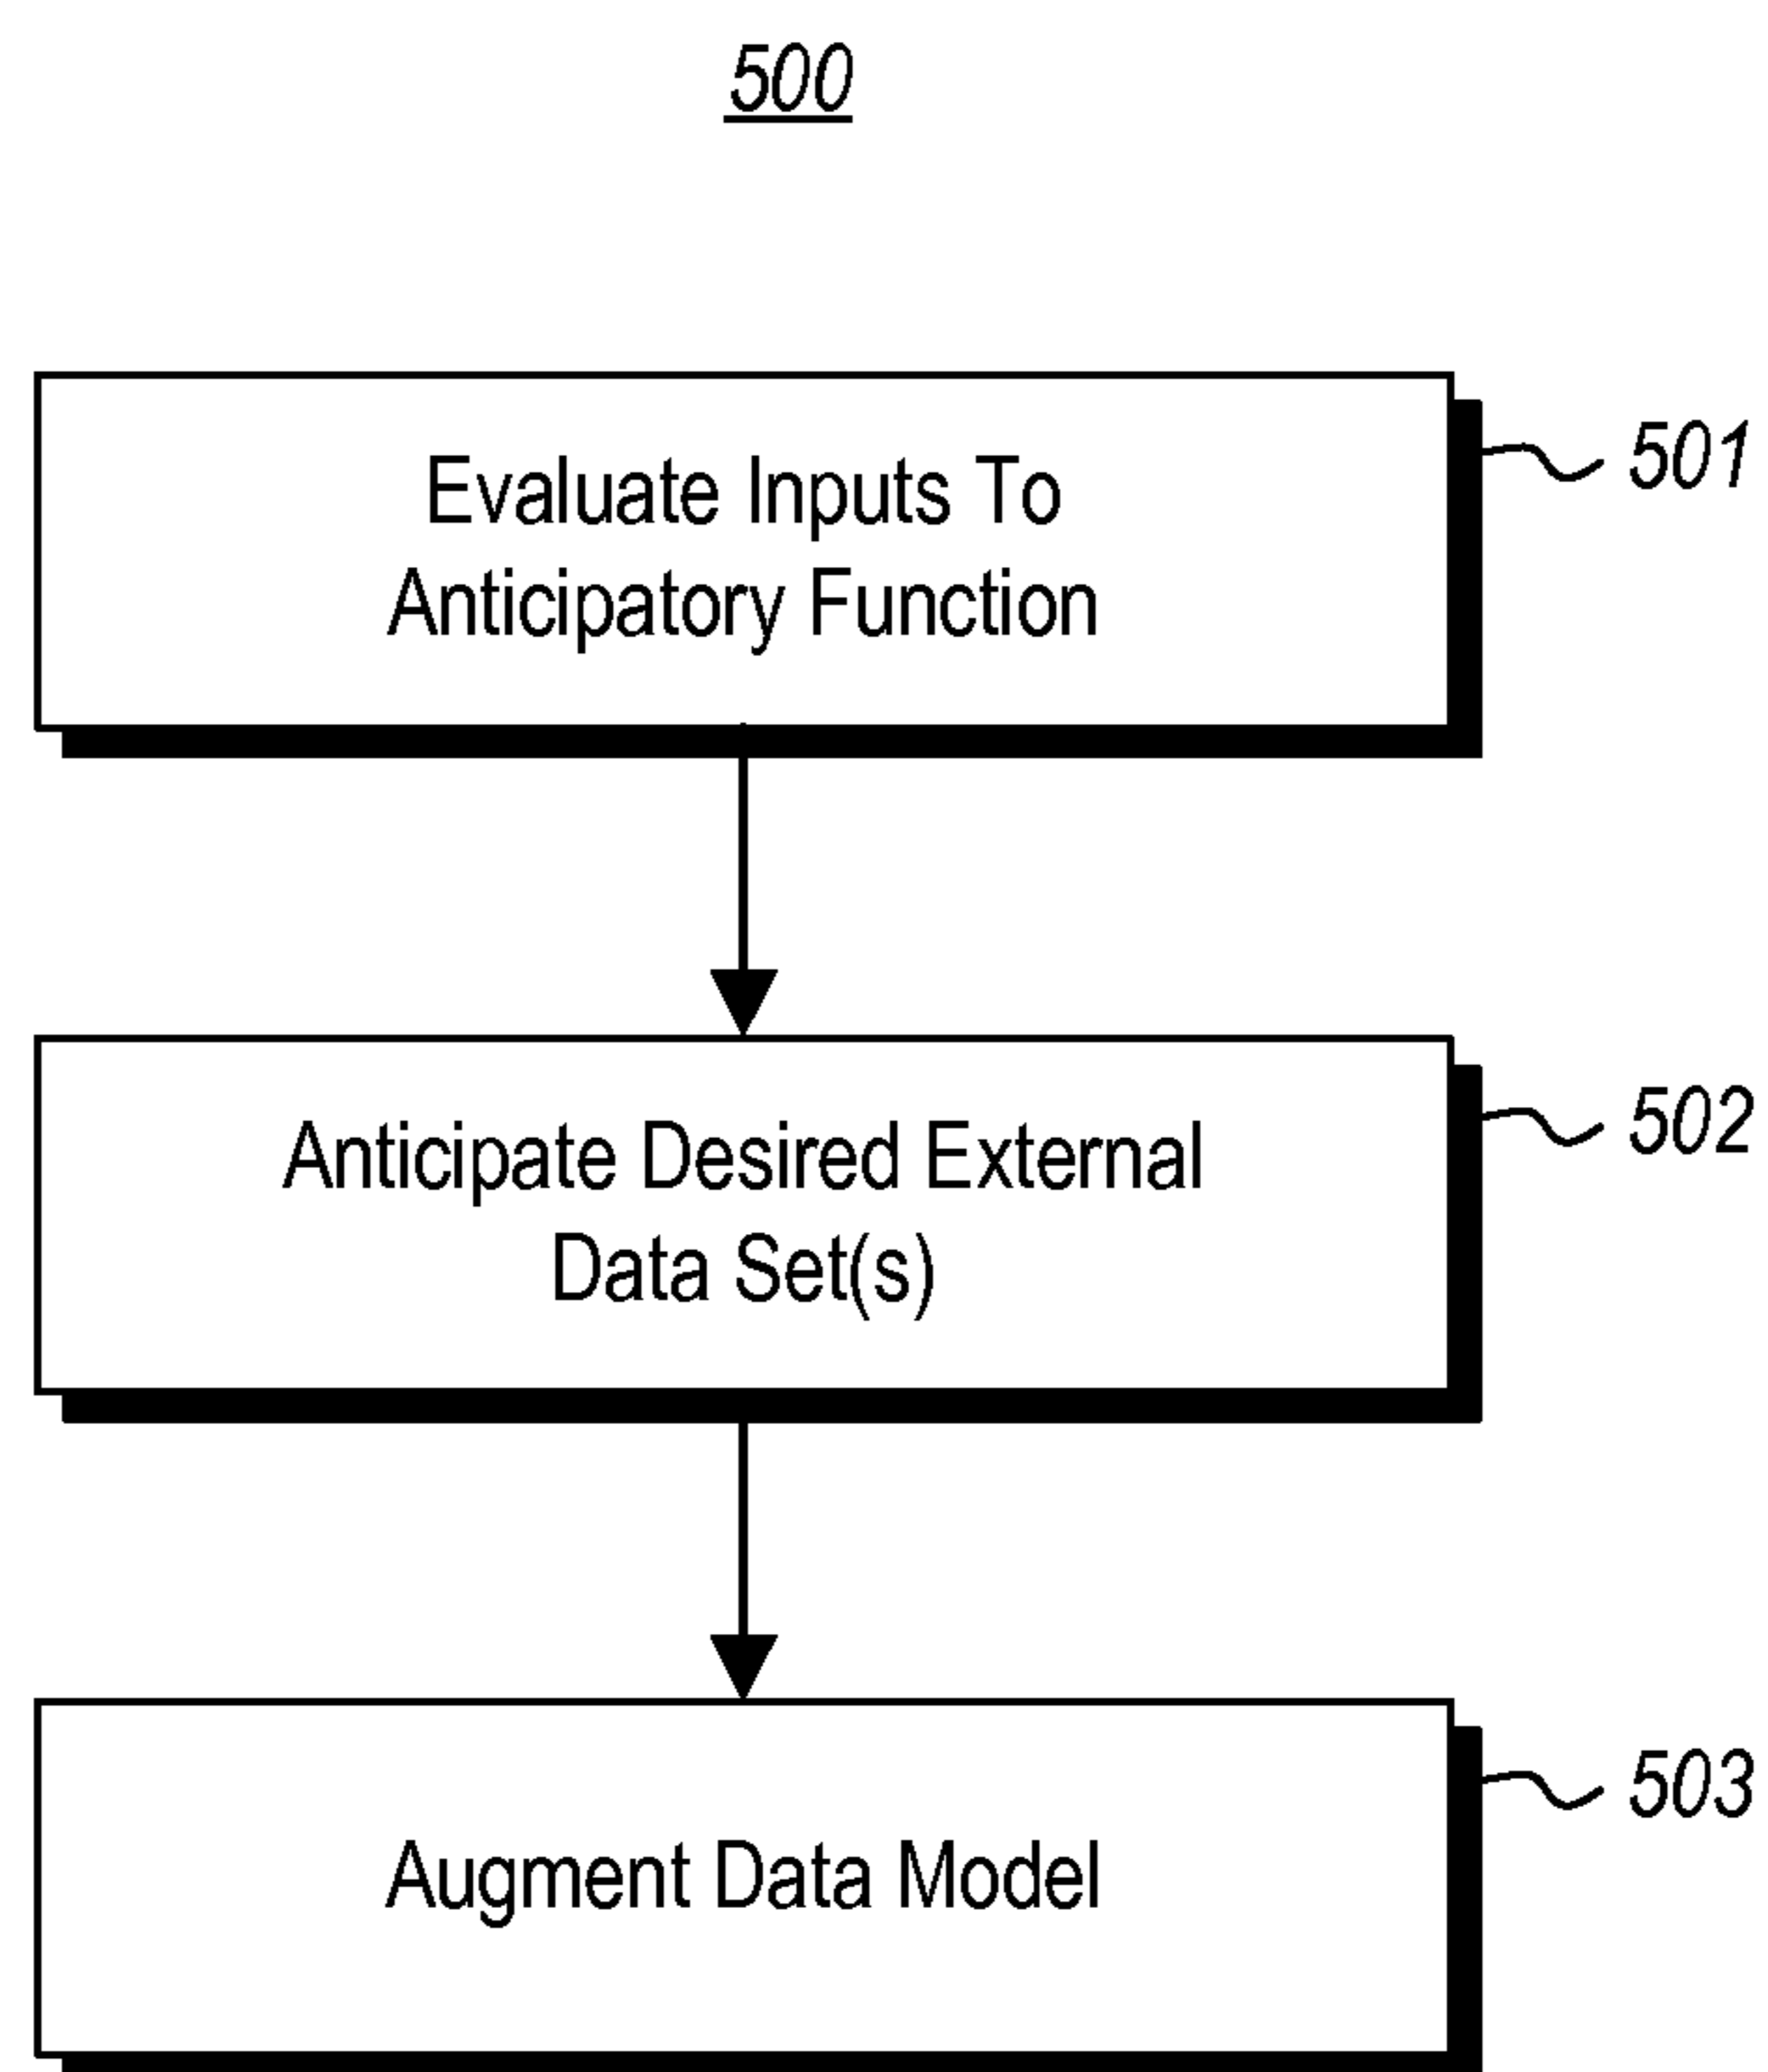 500
Evaluate Inputs To
Anticipatory Function
501
Anticipate Desired External
Data Set(s)
502
Augment Data Model
503